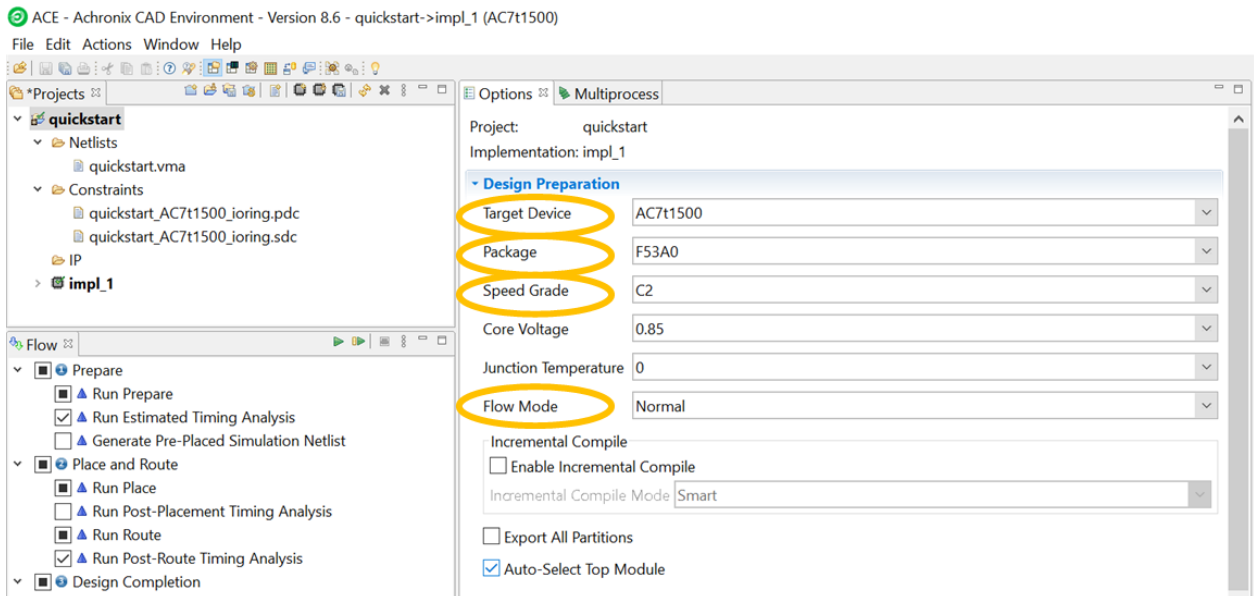 ACE - Achronix CAD Environment - Version 8.6 - quickstart->impl_1 (AC7t1500)
File Edit Actions Window Help
*Projects
quickstart
Netlists
quickstart.vma
Constraints
quickstart_AC7t1500_ioring.pdc
quickstart_AC7t1500_ioring.sdc
IP
impl_1
Flow
1 Prepare
Run Prepare
Run Estimated Timing Analysis
Generate Pre-Placed Simulation Netlist
2 Place and Route
Run Place
Run Post-Placement Timing Analysis
Run Route
Run Post-Route Timing Analysis
3 Design Completion
Options Multiprocess
Project: quickstart
Implementation: impl_1
Design Preparation
Target Device AC7t1500
Package F53A0
Speed Grade C2
Core Voltage 0.85
Junction Temperature 0
Flow Mode Normal
Incremental Compile
Enable Incremental Compile
Incremental Compile Mode Smart
Export All Partitions
Auto-Select Top Module